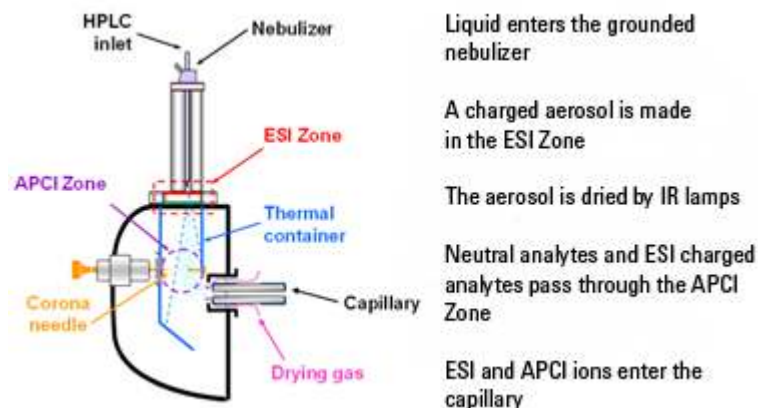 HPLC
inlet
Nebulizer
ESI Zone
APCI Zone
Thermal
container
Corona
needle
Capillary
Drying gas
Liquid enters the grounded
nebulizer
A charged aerosol is made
in the ESI Zone
The aerosol is dried by IR lamps
Neutral analytes and ESI charged
analytes pass through the APCI
Zone
ESI and APCI ions enter the
capillary